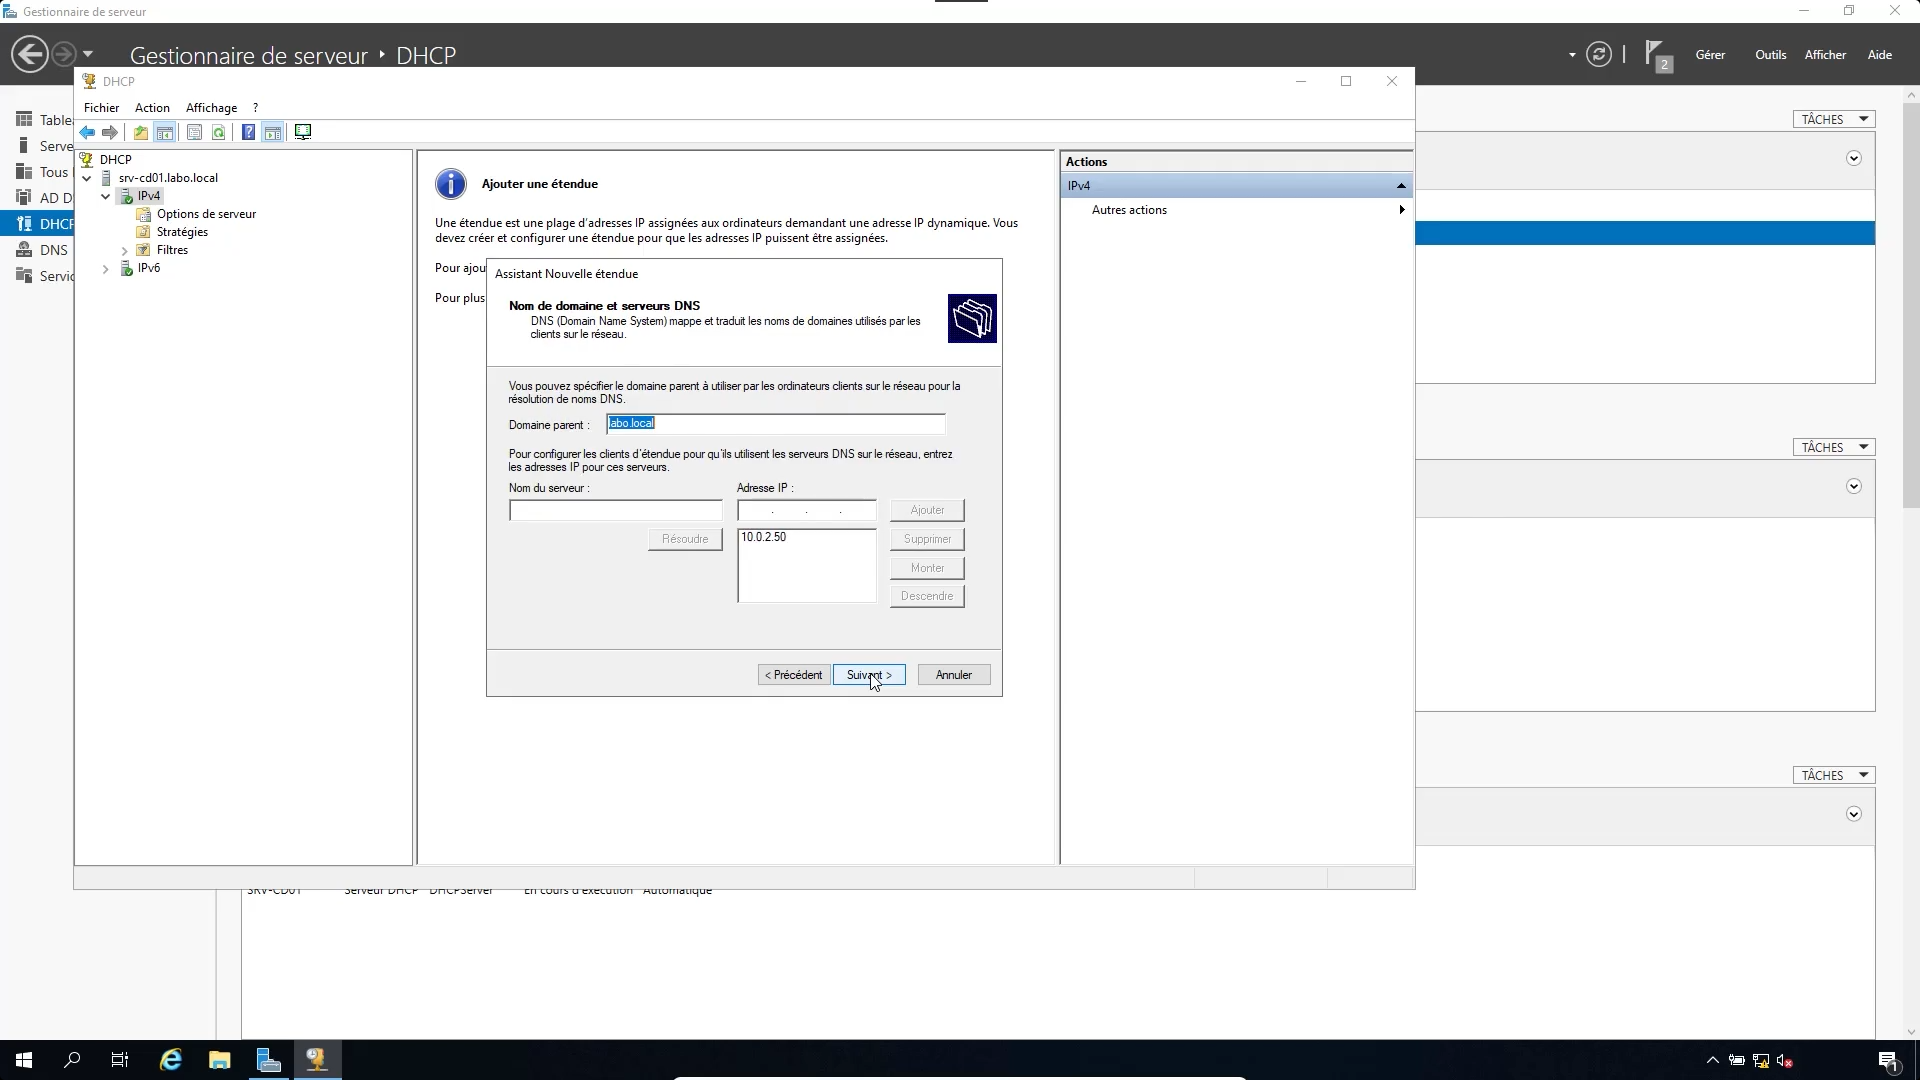 Gestionnaire de serveur
Gestionnaire de serveur ‣ DHCP
2
Gérer
Outils
Afficher
Aide
DHCP
Fichier
Action
Affichage
?
DHCP
srv-cd01.labo.local
IPv4
Options de serveur
Stratégies
Filtres
IPv6
Serve
Tous
AD D
DHCP
DNS
Servic
Ajouter une étendue
Une étendue est une plage d'adresses IP assignées aux ordinateurs demandant une adresse IP dynamique. Vous
devez créer et configurer une étendue pour que les adresses IP puissent être assignées.
Pour ajou
Pour plus
Assistant Nouvelle étendue
Nom de domaine et serveurs DNS
DNS (Domain Name System) mappe et traduit les noms de domaines utilisés par les
clients sur le réseau.
Vous pouvez spécifier le domaine parent à utiliser par les ordinateurs clients sur le réseau pour la
résolution de noms DNS.
Domaine parent :
labo.local
Pour configurer les clients d'étendue pour qu'ils utilisent les serveurs DNS sur le réseau, entrez
les adresses IP pour ces serveurs.
Nom du serveur :
Adresse IP :
. . .
Ajouter
Résoudre
10.0.2.50
Supprimer
Monter
Descendre
< Précédent
Suivant >
Annuler
Actions
IPv4
Autres actions
TÂCHES
TÂCHES
TÂCHES
SRV-CD01
Serveur DHCP
DHCPServer
En cours d'exécution
Automatique
1